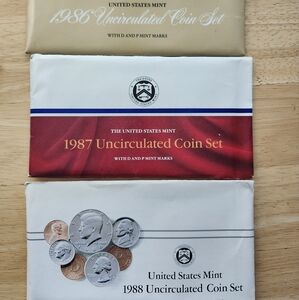 UNITED STATES MINT
1986 Uncirculated Coin Set
WITH D AND P MINT MARKS
THE UNITED STATES MINT
1987 Uncirculated Coin Set
WITH D AND P MINT MARKS
United States Mint
1988 Uncirculated Coin Set